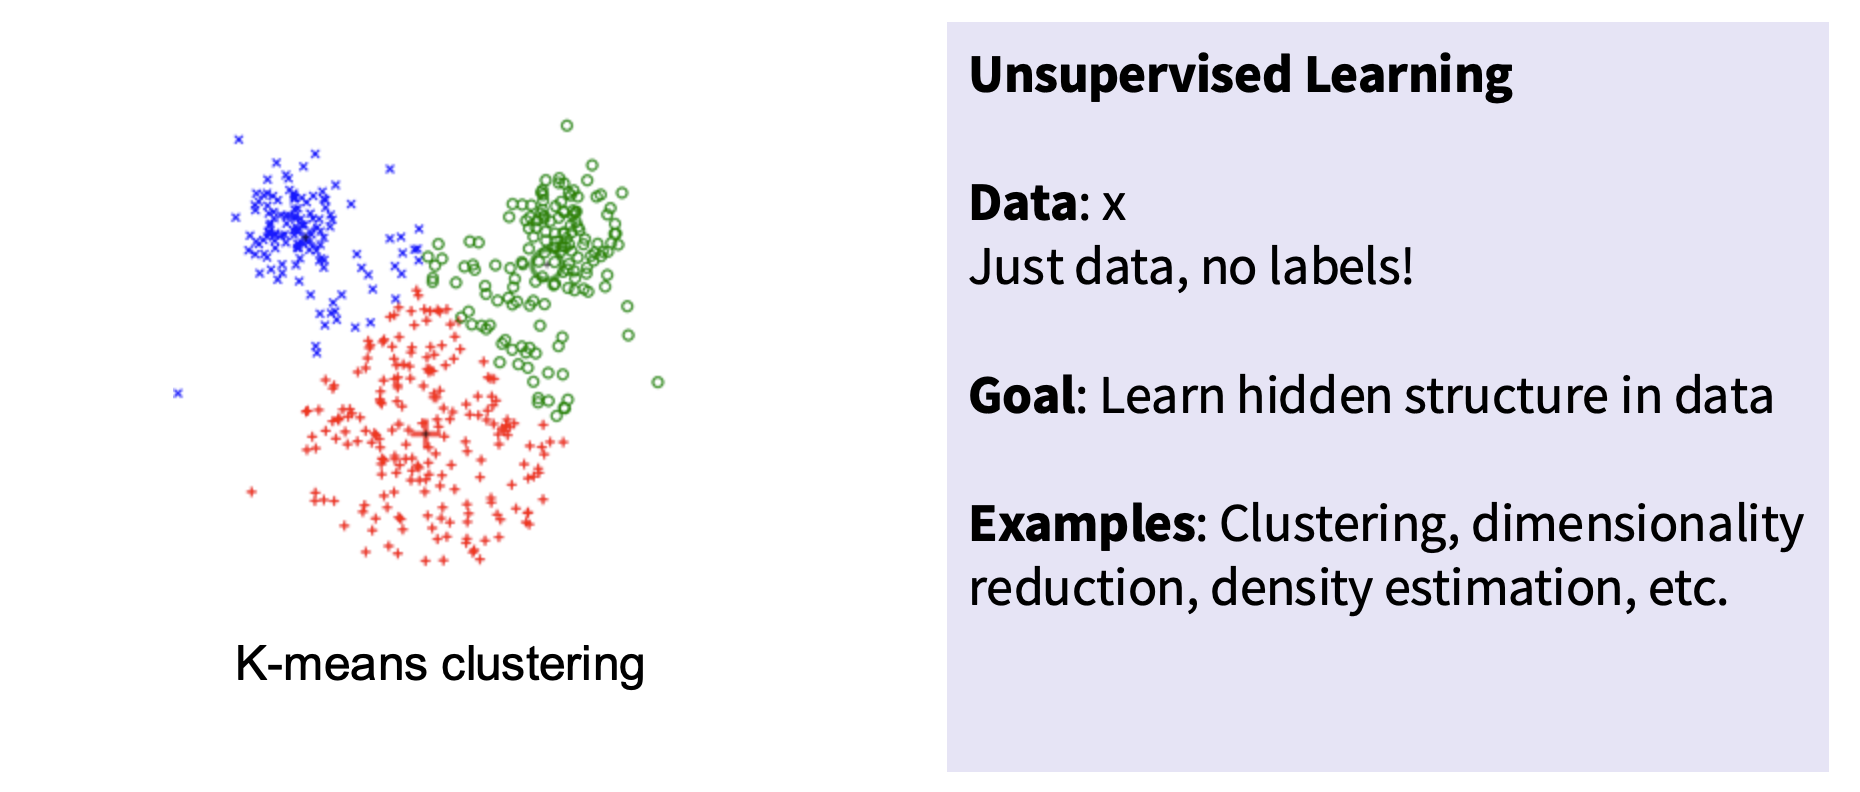 Unsupervised Learning
Data: x
Just data, no labels!
Goal: Learn hidden structure in data
Examples: Clustering, dimensionality
reduction, density estimation, etc.
K-means clustering